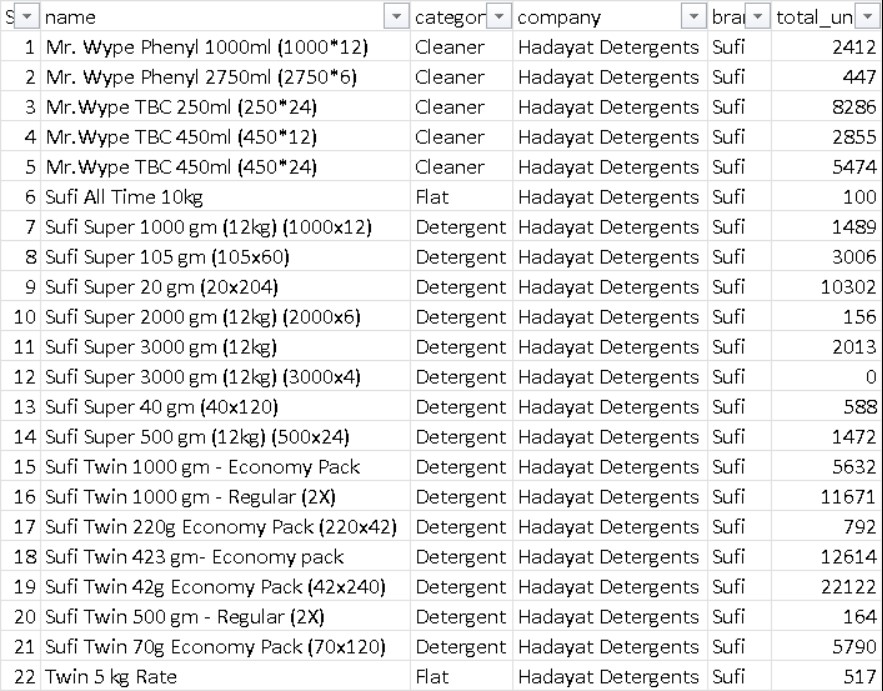 S name categor company bra total_un
1 Mr. Wype Phenyl 1000ml (1000*12) Cleaner Hadayat Detergents Sufi 2412
2 Mr. Wype Phenyl 2750ml (2750*6) Cleaner Hadayat Detergents Sufi 447
3 Mr.Wype TBC 250ml (250*24) Cleaner Hadayat Detergents Sufi 8286
4 Mr.Wype TBC 450ml (450*12) Cleaner Hadayat Detergents Sufi 2855
5 Mr.Wype TBC 450ml (450*24) Cleaner Hadayat Detergents Sufi 5474
6 Sufi All Time 10kg Flat Hadayat Detergents Sufi 100
7 Sufi Super 1000 gm (12kg) (1000x12) Detergent Hadayat Detergents Sufi 1489
8 Sufi Super 105 gm (105x60) Detergent Hadayat Detergents Sufi 3006
9 Sufi Super 20 gm (20x204) Detergent Hadayat Detergents Sufi 10302
10 Sufi Super 2000 gm (12kg) (2000x6) Detergent Hadayat Detergents Sufi 156
11 Sufi Super 3000 gm (12kg) Detergent Hadayat Detergents Sufi 2013
12 Sufi Super 3000 gm (12kg) (3000x4) Detergent Hadayat Detergents Sufi 0
13 Sufi Super 40 gm (40x120) Detergent Hadayat Detergents Sufi 588
14 Sufi Super 500 gm (12kg) (500x24) Detergent Hadayat Detergents Sufi 1472
15 Sufi Twin 1000 gm - Economy Pack Detergent Hadayat Detergents Sufi 5632
16 Sufi Twin 1000 gm - Regular (2X) Detergent Hadayat Detergents Sufi 11671
17 Sufi Twin 220g Economy Pack (220x42) Detergent Hadayat Detergents Sufi 792
18 Sufi Twin 423 gm- Economy pack Detergent Hadayat Detergents Sufi 12614
19 Sufi Twin 42g Economy Pack (42x240) Detergent Hadayat Detergents Sufi 22122
20 Sufi Twin 500 gm - Regular (2X) Detergent Hadayat Detergents Sufi 164
21 Sufi Twin 70g Economy Pack (70x120) Detergent Hadayat Detergents Sufi 5790
22 Twin 5 kg Rate Flat Hadayat Detergents Sufi 517